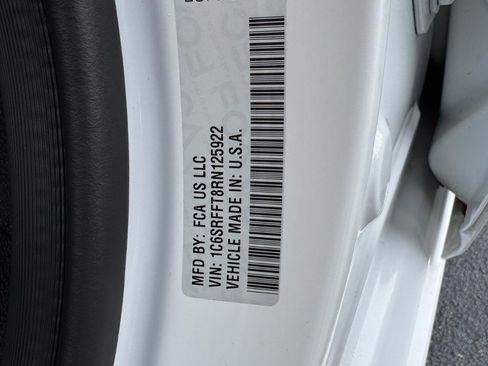 MFD BY: FCA US LLC
VIN: 1C6SRFFT8RN125922
VEHICLE MADE IN: U.S.A.